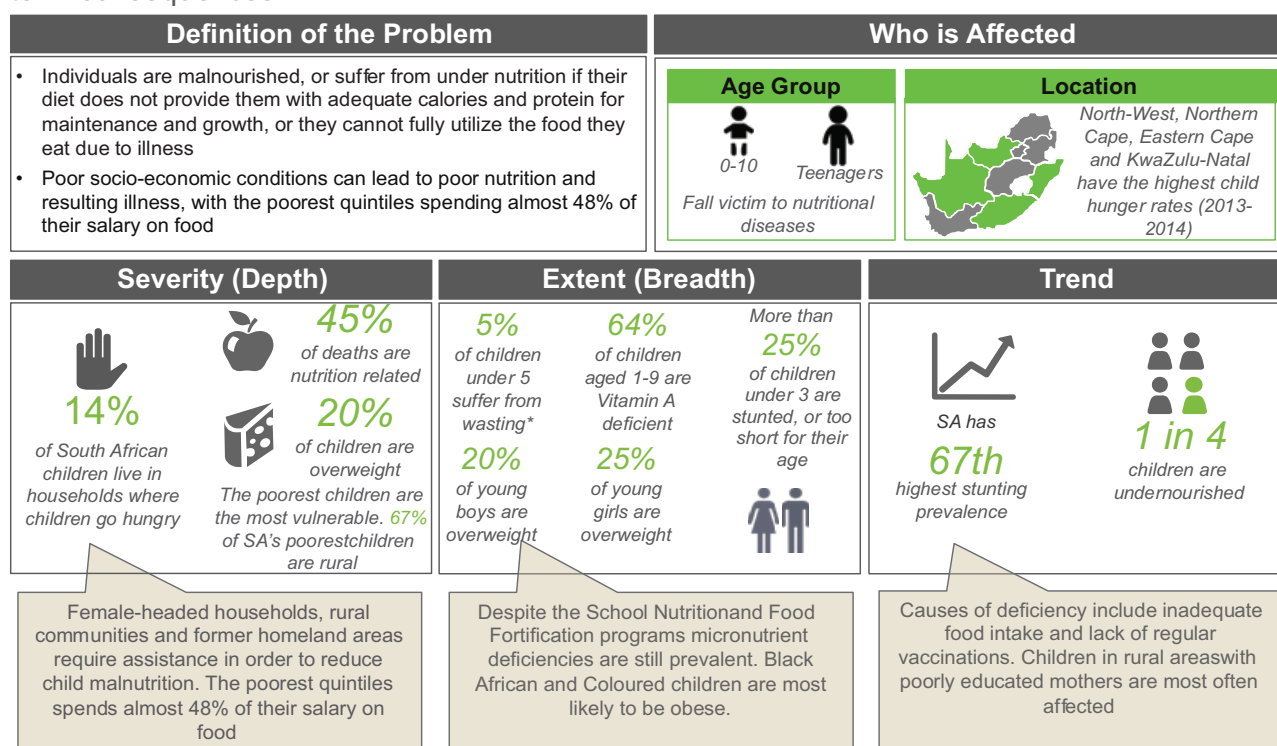 Definition of the Problem
• Individuals are malnourished, or suffer from under nutrition if their
diet does not provide them with adequate calories and protein for
maintenance and growth, or they cannot fully utilize the food they
eat due to illness
• Poor socio-economic conditions can lead to poor nutrition and
resulting illness, with the poorest quintiles spending almost 48% of
their salary on food
Who is Affected
Age Group
0-10
Teenagers
Fall victim to nutritional
diseases
Location
North-West, Northern
Cape, Eastern Cape
and KwaZulu-Natal
have the highest child
hunger rates (2013-
2014)
Severity (Depth)
14%
of South African
children live in
households where
children go hungry
45%
of deaths are
nutrition related
20%
of children are
overweight
The poorest children are
the most vulnerable. 67%
of SA's poorestchildren
are rural
Female-headed households, rural
communities and former homeland areas
require assistance in order to reduce
child malnutrition. The poorest quintiles
spends almost 48% of their salary on
food
Extent (Breadth)
5%
of children
under 5
suffer from
wasting*
64%
of children
aged 1-9 are
Vitamin A
deficient
More than
25%
of children
under 3 are
stunted, or too
short for their
age
20%
of young
boys are
overweight
25%
of young
girls are
overweight
Despite the School Nutritionand Food
Fortification programs micronutrient
deficiencies are still prevalent. Black
African and Coloured children are most
likely to be obese.
Trend
SA has
67th
highest stunting
prevalence
1 in 4
children are
undernourished
Causes of deficiency include inadequate
food intake and lack of regular
vaccinations. Children in rural areaswith
poorly educated mothers are most often
affected